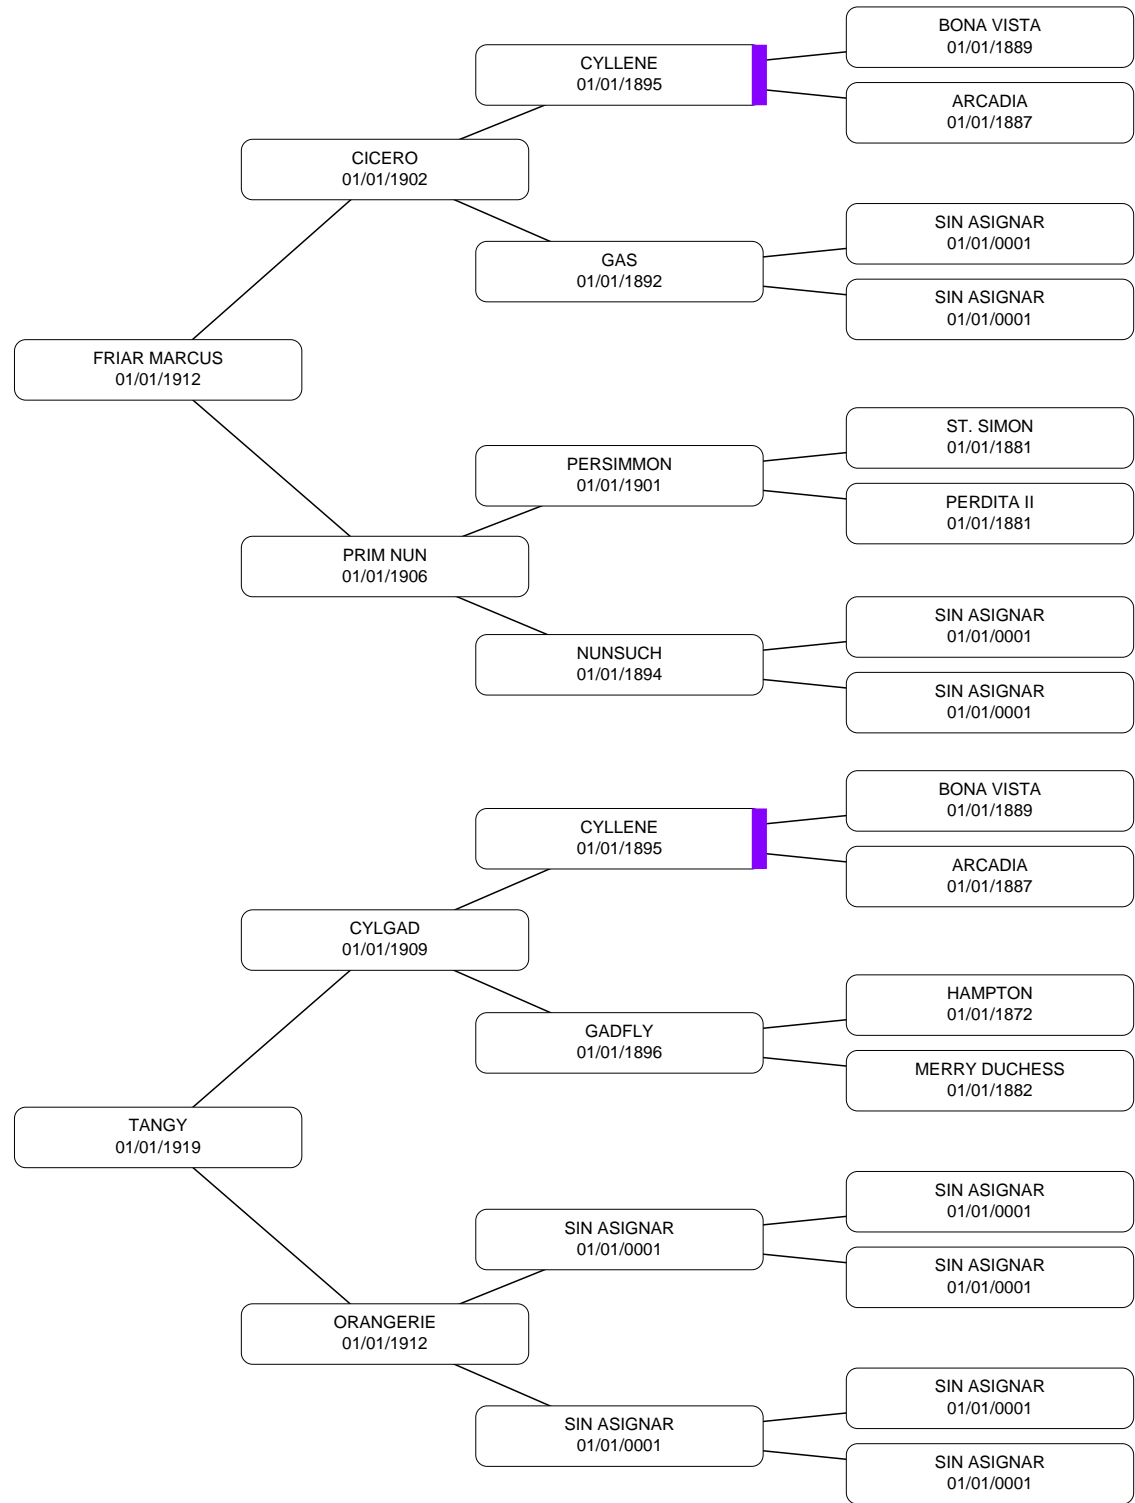 BONA VISTA
01/01/1889
CYLLENE
01/01/1895
ARCADIA
01/01/1887
CICERO
01/01/1902
SIN ASIGNAR
01/01/0001
GAS
01/01/1892
SIN ASIGNAR
01/01/0001
FRIAR MARCUS
01/01/1912
ST. SIMON
01/01/1881
PERSIMMON
01/01/1901
PERDITA II
01/01/1881
PRIM NUN
01/01/1906
SIN ASIGNAR
01/01/0001
NUNSUCH
01/01/1894
SIN ASIGNAR
01/01/0001
BONA VISTA
01/01/1889
CYLLENE
01/01/1895
ARCADIA
01/01/1887
CYLGAD
01/01/1909
HAMPTON
01/01/1872
GADFLY
01/01/1896
MERRY DUCHESS
01/01/1882
TANGY
01/01/1919
SIN ASIGNAR
01/01/0001
SIN ASIGNAR
01/01/0001
SIN ASIGNAR
01/01/0001
ORANGERIE
01/01/1912
SIN ASIGNAR
01/01/0001
SIN ASIGNAR
01/01/0001
SIN ASIGNAR
01/01/0001